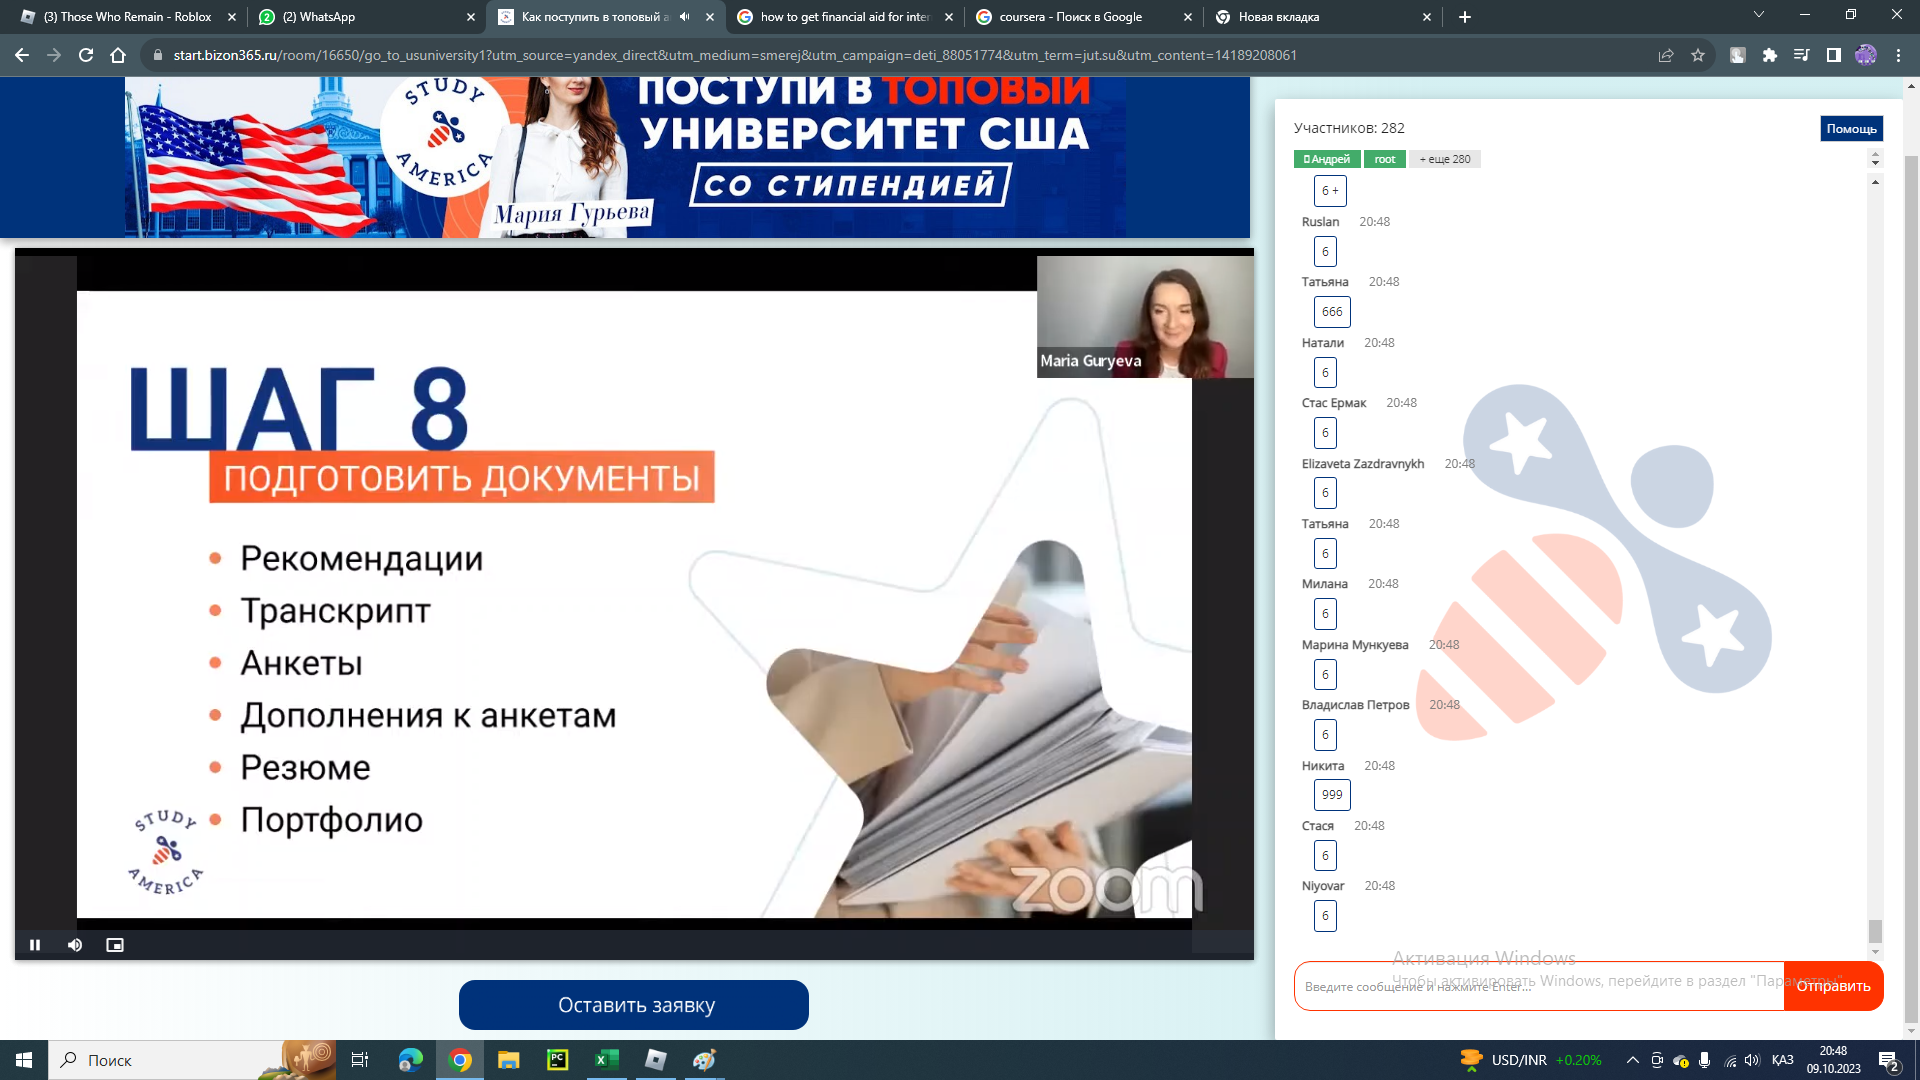 (3) Those Who Remain - Roblox
(2) WhatsApp
Как поступить в топовый а
how to get financial aid for inter
coursera - Поиск в Google
Новая вкладка
start.bizon365.ru/room/16650/go_to_usuniversity1?utm_source=yandex_direct&utm_medium=smerej&utm_campaign=deti_88051774&utm_term=jut.su&utm_content=14189208061
STUDY
AMERICA
ПОСТУПИ В ТОПОВЫЙ
УНИВЕРСИТЕТ США
СО СТИПЕНДИЕЙ
Мария Гурьева
Maria Guryeva
ШАГ 8
ПОДГОТОВИТЬ ДОКУМЕНТЫ
• Рекомендации
• Транскрипт
• Анкеты
• Дополнения к анкетам
• Резюме
• Портфолио
STUDY
AMERICA
zoom
Оставить заявку
Участников: 282
Помощь
Андрей
root
+ еще 280
6 +
Ruslan 20:48
6
Татьяна 20:48
666
Натали 20:48
6
Стас Ермак 20:48
6
Elizaveta Zazdravnykh 20:48
6
Татьяна 20:48
6
Милана 20:48
6
Марина Мункуева 20:48
6
Владислав Петров 20:48
6
Никита 20:48
999
Стася 20:48
6
Niyovar 20:48
6
Активация Windows
Чтобы активировать Windows, перейдите в раздел "Параметры".
Введите сообщение и нажмите Enter...
Отправить
Поиск
PC
USD/INR +0.20%
ҚАЗ
20:48
09.10.2023
2